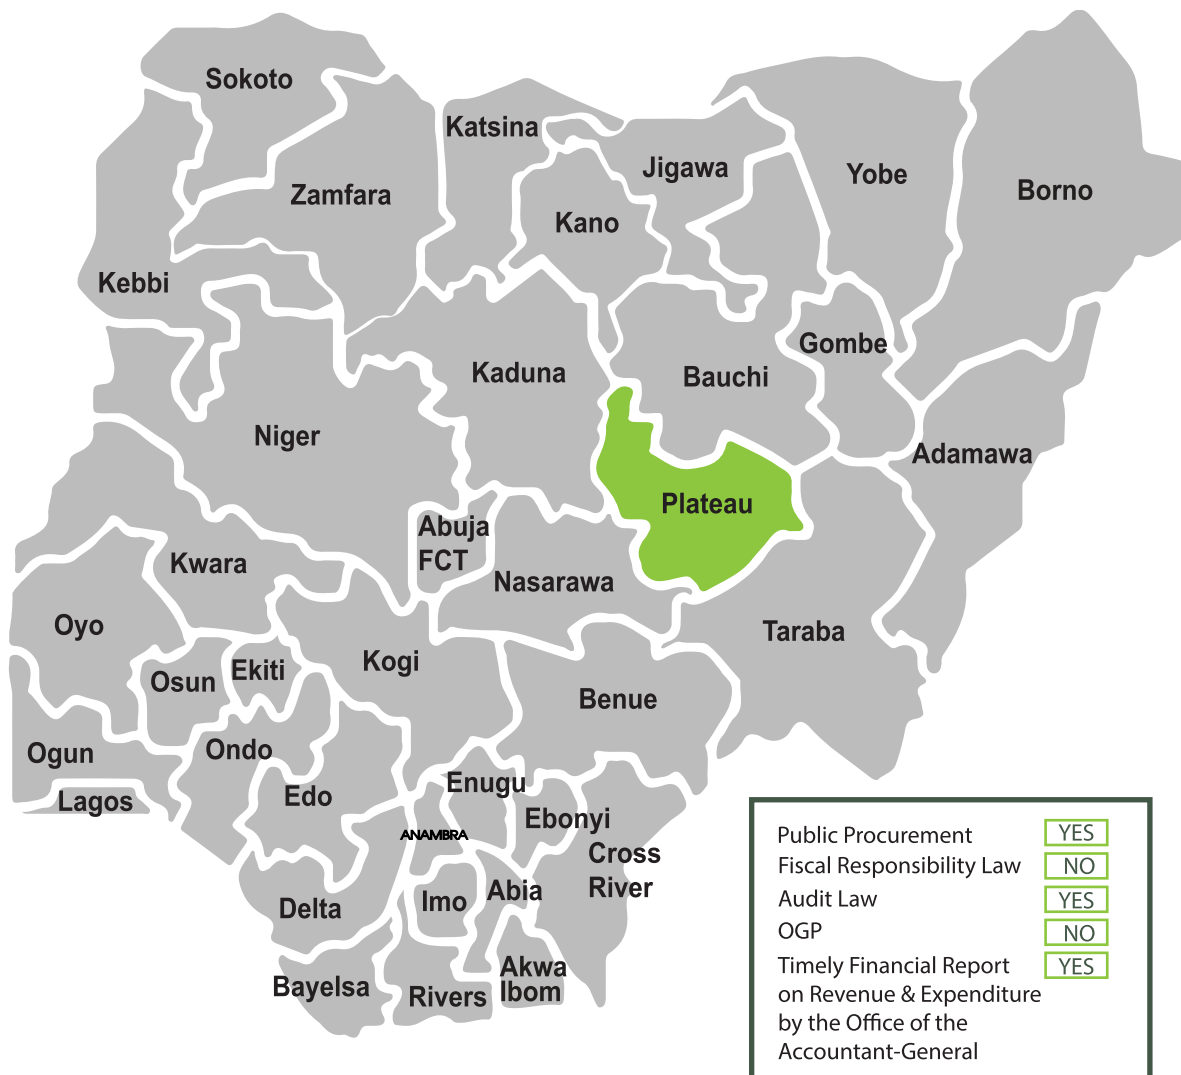 Sokoto
Katsina
Jigawa
Yobe
Borno
Zamfara
Kano
Kebbi
Gombe
Kaduna
Bauchi
Niger
Adamawa
Plateau
Abuja
FCT
Kwara
Nasarawa
Oyo
Taraba
Kogi
Ekiti
Osun
Benue
Ogun
Ondo
Enugu
Edo
Lagos
Ebonyi
ANAMBRA
Cross
River
Abia
Imo
Delta
Akwa
Ibom
Bayelsa
Rivers
Public Procurement YES
Fiscal Responsibility Law NO
Audit Law YES
OGP NO
Timely Financial Report YES
on Revenue & Expenditure
by the Office of the
Accountant-General